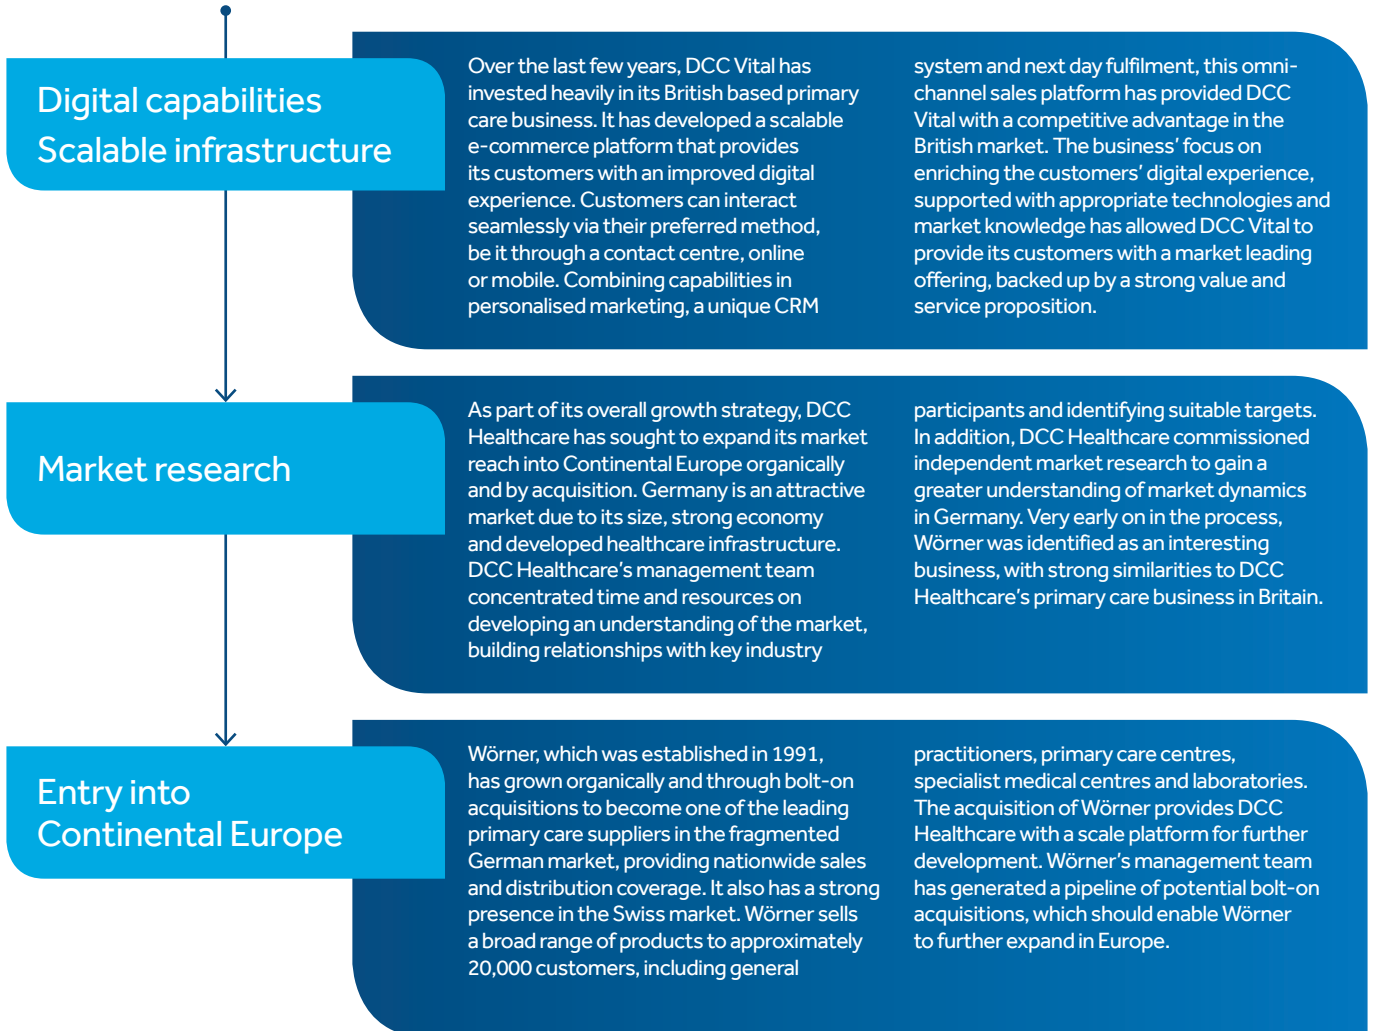 Digital capabilities
Scalable infrastructure
Over the last few years, DCC Vital has
invested heavily in its British based primary
care business. It has developed a scalable
e-commerce platform that provides
its customers with an improved digital
experience. Customers can interact
seamlessly via their preferred method,
be it through a contact centre, online
or mobile. Combining capabilities in
personalised marketing, a unique CRM
system and next day fulfilment, this omni-
channel sales platform has provided DCC
Vital with a competitive advantage in the
British market. The business’ focus on
enriching the customers’ digital experience,
supported with appropriate technologies and
market knowledge has allowed DCC Vital to
provide its customers with a market leading
offering, backed up by a strong value and
service proposition.
Market research
As part of its overall growth strategy, DCC
Healthcare has sought to expand its market
reach into Continental Europe organically
and by acquisition. Germany is an attractive
market due to its size, strong economy
and developed healthcare infrastructure.
DCC Healthcare’s management team
concentrated time and resources on
developing an understanding of the market,
building relationships with key industry
participants and identifying suitable targets.
In addition, DCC Healthcare commissioned
independent market research to gain a
greater understanding of market dynamics
in Germany. Very early on in the process,
Wörner was identified as an interesting
business, with strong similarities to DCC
Healthcare’s primary care business in Britain.
Entry into
Continental Europe
Wörner, which was established in 1991,
has grown organically and through bolt-on
acquisitions to become one of the leading
primary care suppliers in the fragmented
German market, providing nationwide sales
and distribution coverage. It also has a strong
presence in the Swiss market. Wörner sells
a broad range of products to approximately
20,000 customers, including general
practitioners, primary care centres,
specialist medical centres and laboratories.
The acquisition of Wörner provides DCC
Healthcare with a scale platform for further
development. Wörner’s management team
has generated a pipeline of potential bolt-on
acquisitions, which should enable Wörner
to further expand in Europe.